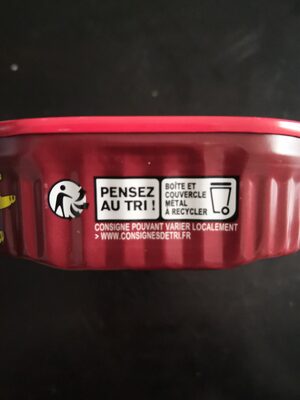 PENSEZ
AU TRI !
BOÎTE ET
COUVERCLE
MÉTAL
À RECYCLER
CONSIGNE POUVANT VARIER LOCALEMENT
> WWW.CONSIGNESDETRI.FR